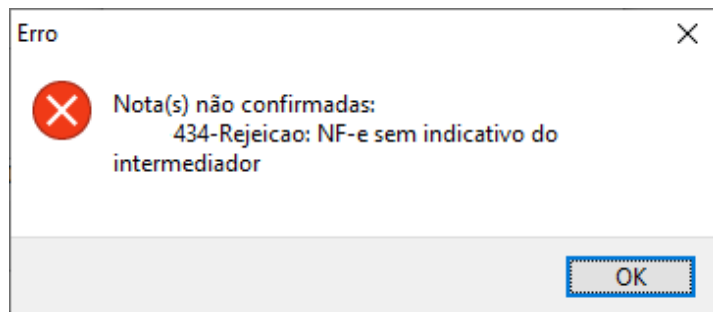 Erro
Nota(s) não confirmadas:
434-Rejeicao: NF-e sem indicativo do
intermediador
OK